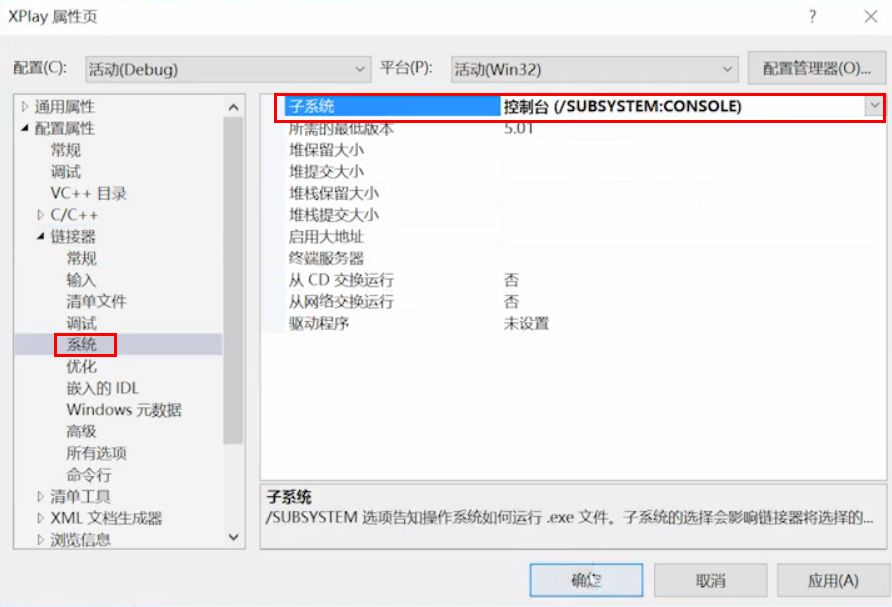 XPlay 属性页
配置(C): 活动(Debug) 平台(P): 活动(Win32) 配置管理器(O)...
通用属性
配置属性
常规
调试
VC++ 目录
C/C++
链接器
常规
输入
清单文件
调试
系统
优化
嵌入的 IDL
Windows 元数据
高级
所有选项
命令行
清单工具
XML 文档生成器
浏览信息
子系统 控制台 (/SUBSYSTEM:CONSOLE)
所需的最低版本 5.01
堆保留大小
堆提交大小
堆栈保留大小
堆栈提交大小
启用大地址
终端服务器
从 CD 交换运行 否
从网络交换运行 否
驱动程序 未设置
子系统
/SUBSYSTEM 选项告知操作系统如何运行 .exe 文件。子系统的选择会影响链接器将选择的...
确定 取消 应用(A)